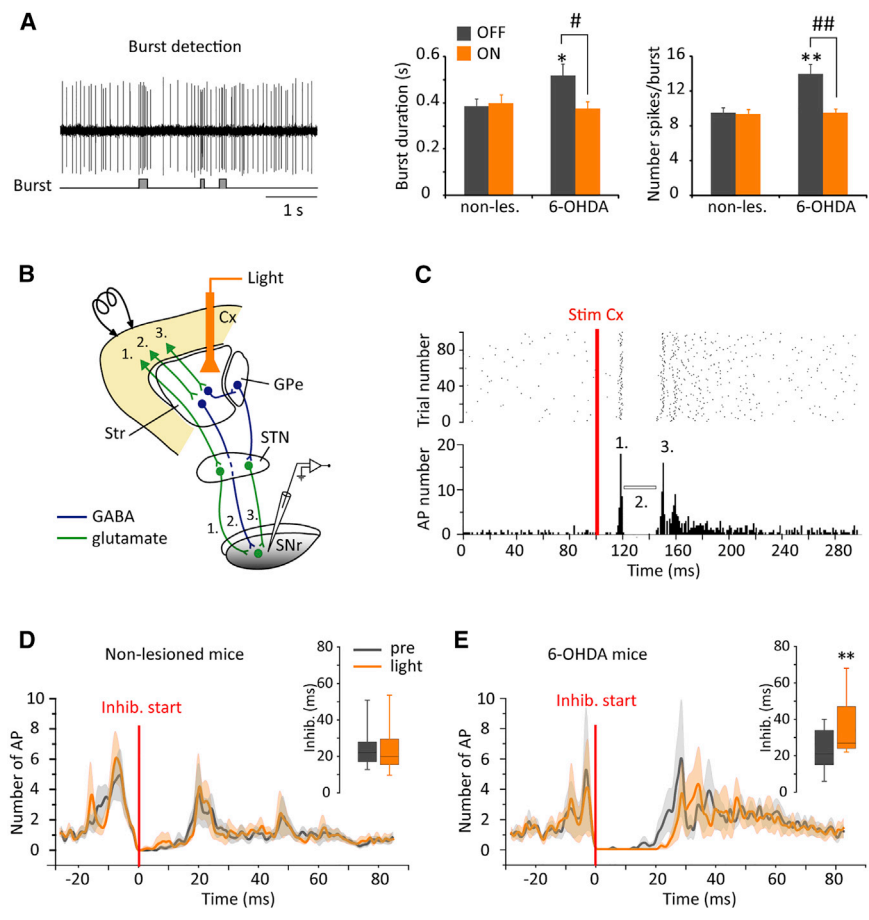 A
Burst detection
Burst
1 s
OFF
ON
Burst duration (s)
0.6
0.4
0.2
0
*
#
non-les.
6-OHDA
Number spikes/burst
16
12
8
4
0
**
##
non-les.
6-OHDA
B
Light
Cx
1.
2.
3.
GPe
Str
STN
GABA
glutamate
1.
2.
3.
SNr
C
Stim Cx
Trial number
80
40
0
AP number
20
10
0
1.
2.
3.
0 40 80 120 160 200 240 280
Time (ms)
D
Non-lesioned mice
pre
light
Inhib. start
Number of AP
10
8
6
4
2
0
-20 0 20 40 60 80
Time (ms)
Inhib. (ms)
80
60
40
20
0
E
6-OHDA mice
Inhib. start
Number of AP
10
8
6
4
2
0
-20 0 20 40 60 80
Time (ms)
Inhib. (ms)
80
60
40
20
0
**